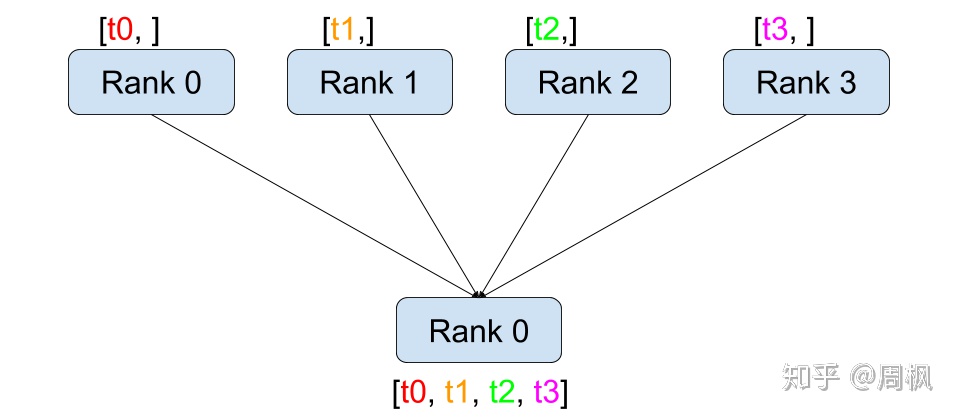 [t0, ] [t1,] [t2,] [t3, ]
Rank 0 Rank 1 Rank 2 Rank 3
Rank 0
[t0, t1, t2, t3]
知乎 @周枫